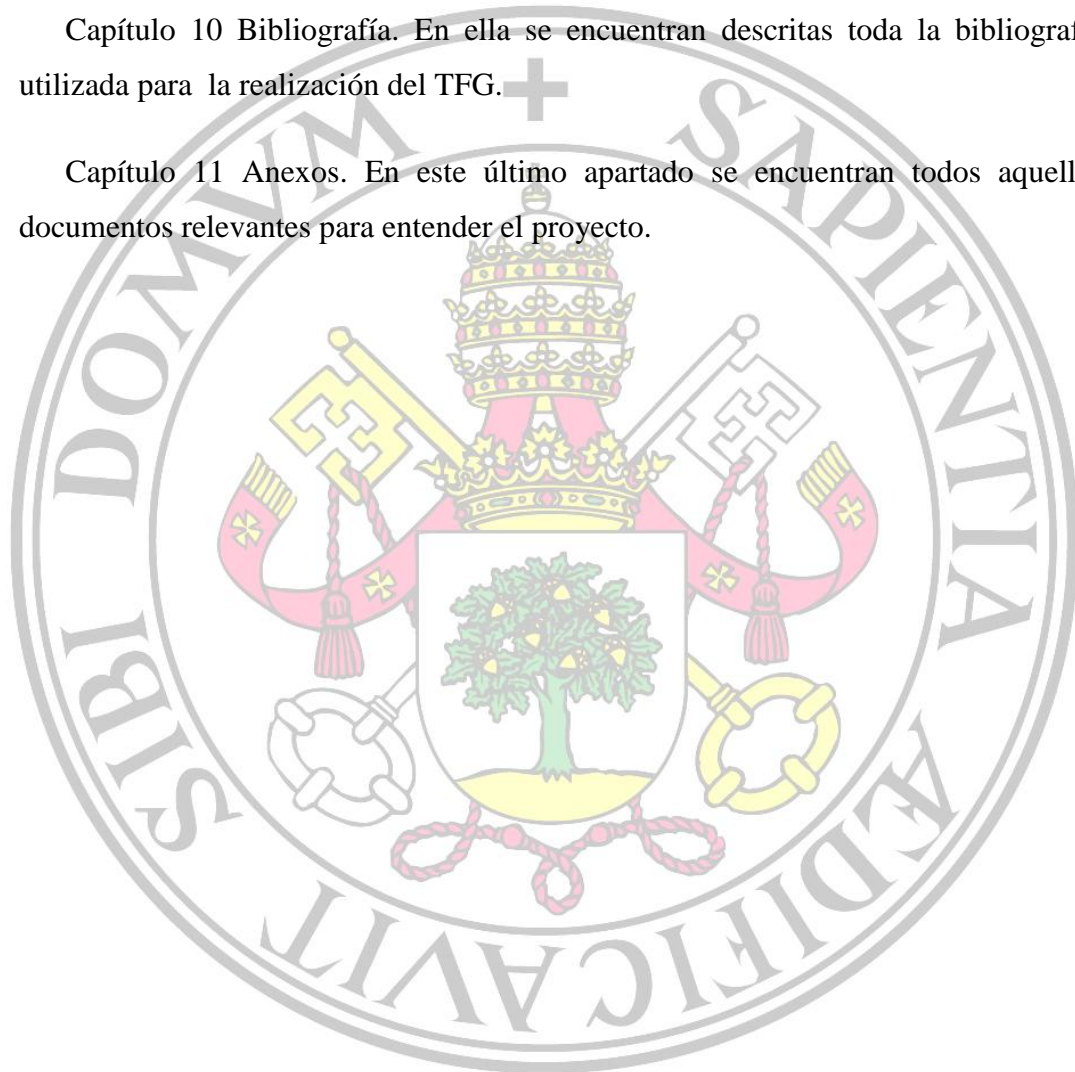 Capítulo 10 Bibliografía. En ella se encuentran descritas toda la bibliograf
utilizada para la realización del TFG.
Capítulo 11 Anexos. En este último apartado se encuentran todos aquell
documentos relevantes para entender el proyecto.
SAPIENTIA ÆDIFICAVIT SIBI DOMVM